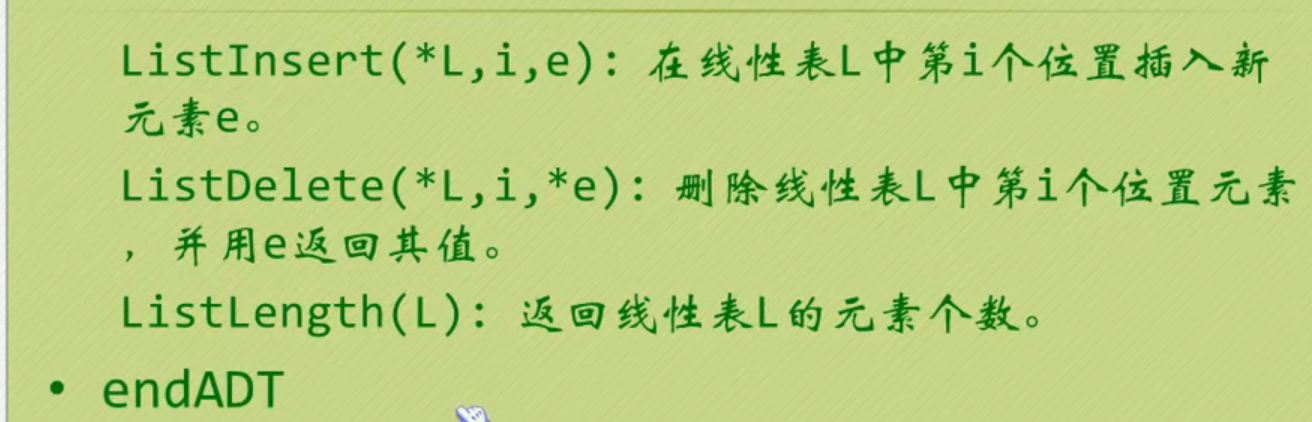 ListInsert(*L,i,e): 在线性表L中第i个位置插入新
元素e。
ListDelete(*L,i,*e): 删除线性表L中第i个位置元素
，并用e返回其值。
ListLength(L): 返回线性表L的元素个数。
• endADT